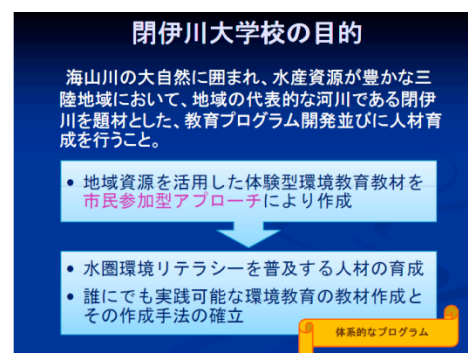 閉伊川大学校の目的
海山川の大自然に囲まれ、水産資源が豊かな三
陸地域において、地域の代表的な河川である閉伊
川を題材とした、教育プログラム開発並びに人材育
成を行うこと。
• 地域資源を活用した体験型環境教育教材を
市民参加型アプローチにより作成
• 水圏環境リテラシーを普及する人材の育成
• 誰にでも実践可能な環境教育の教材作成と
その作成手法の確立
体系的なプログラム